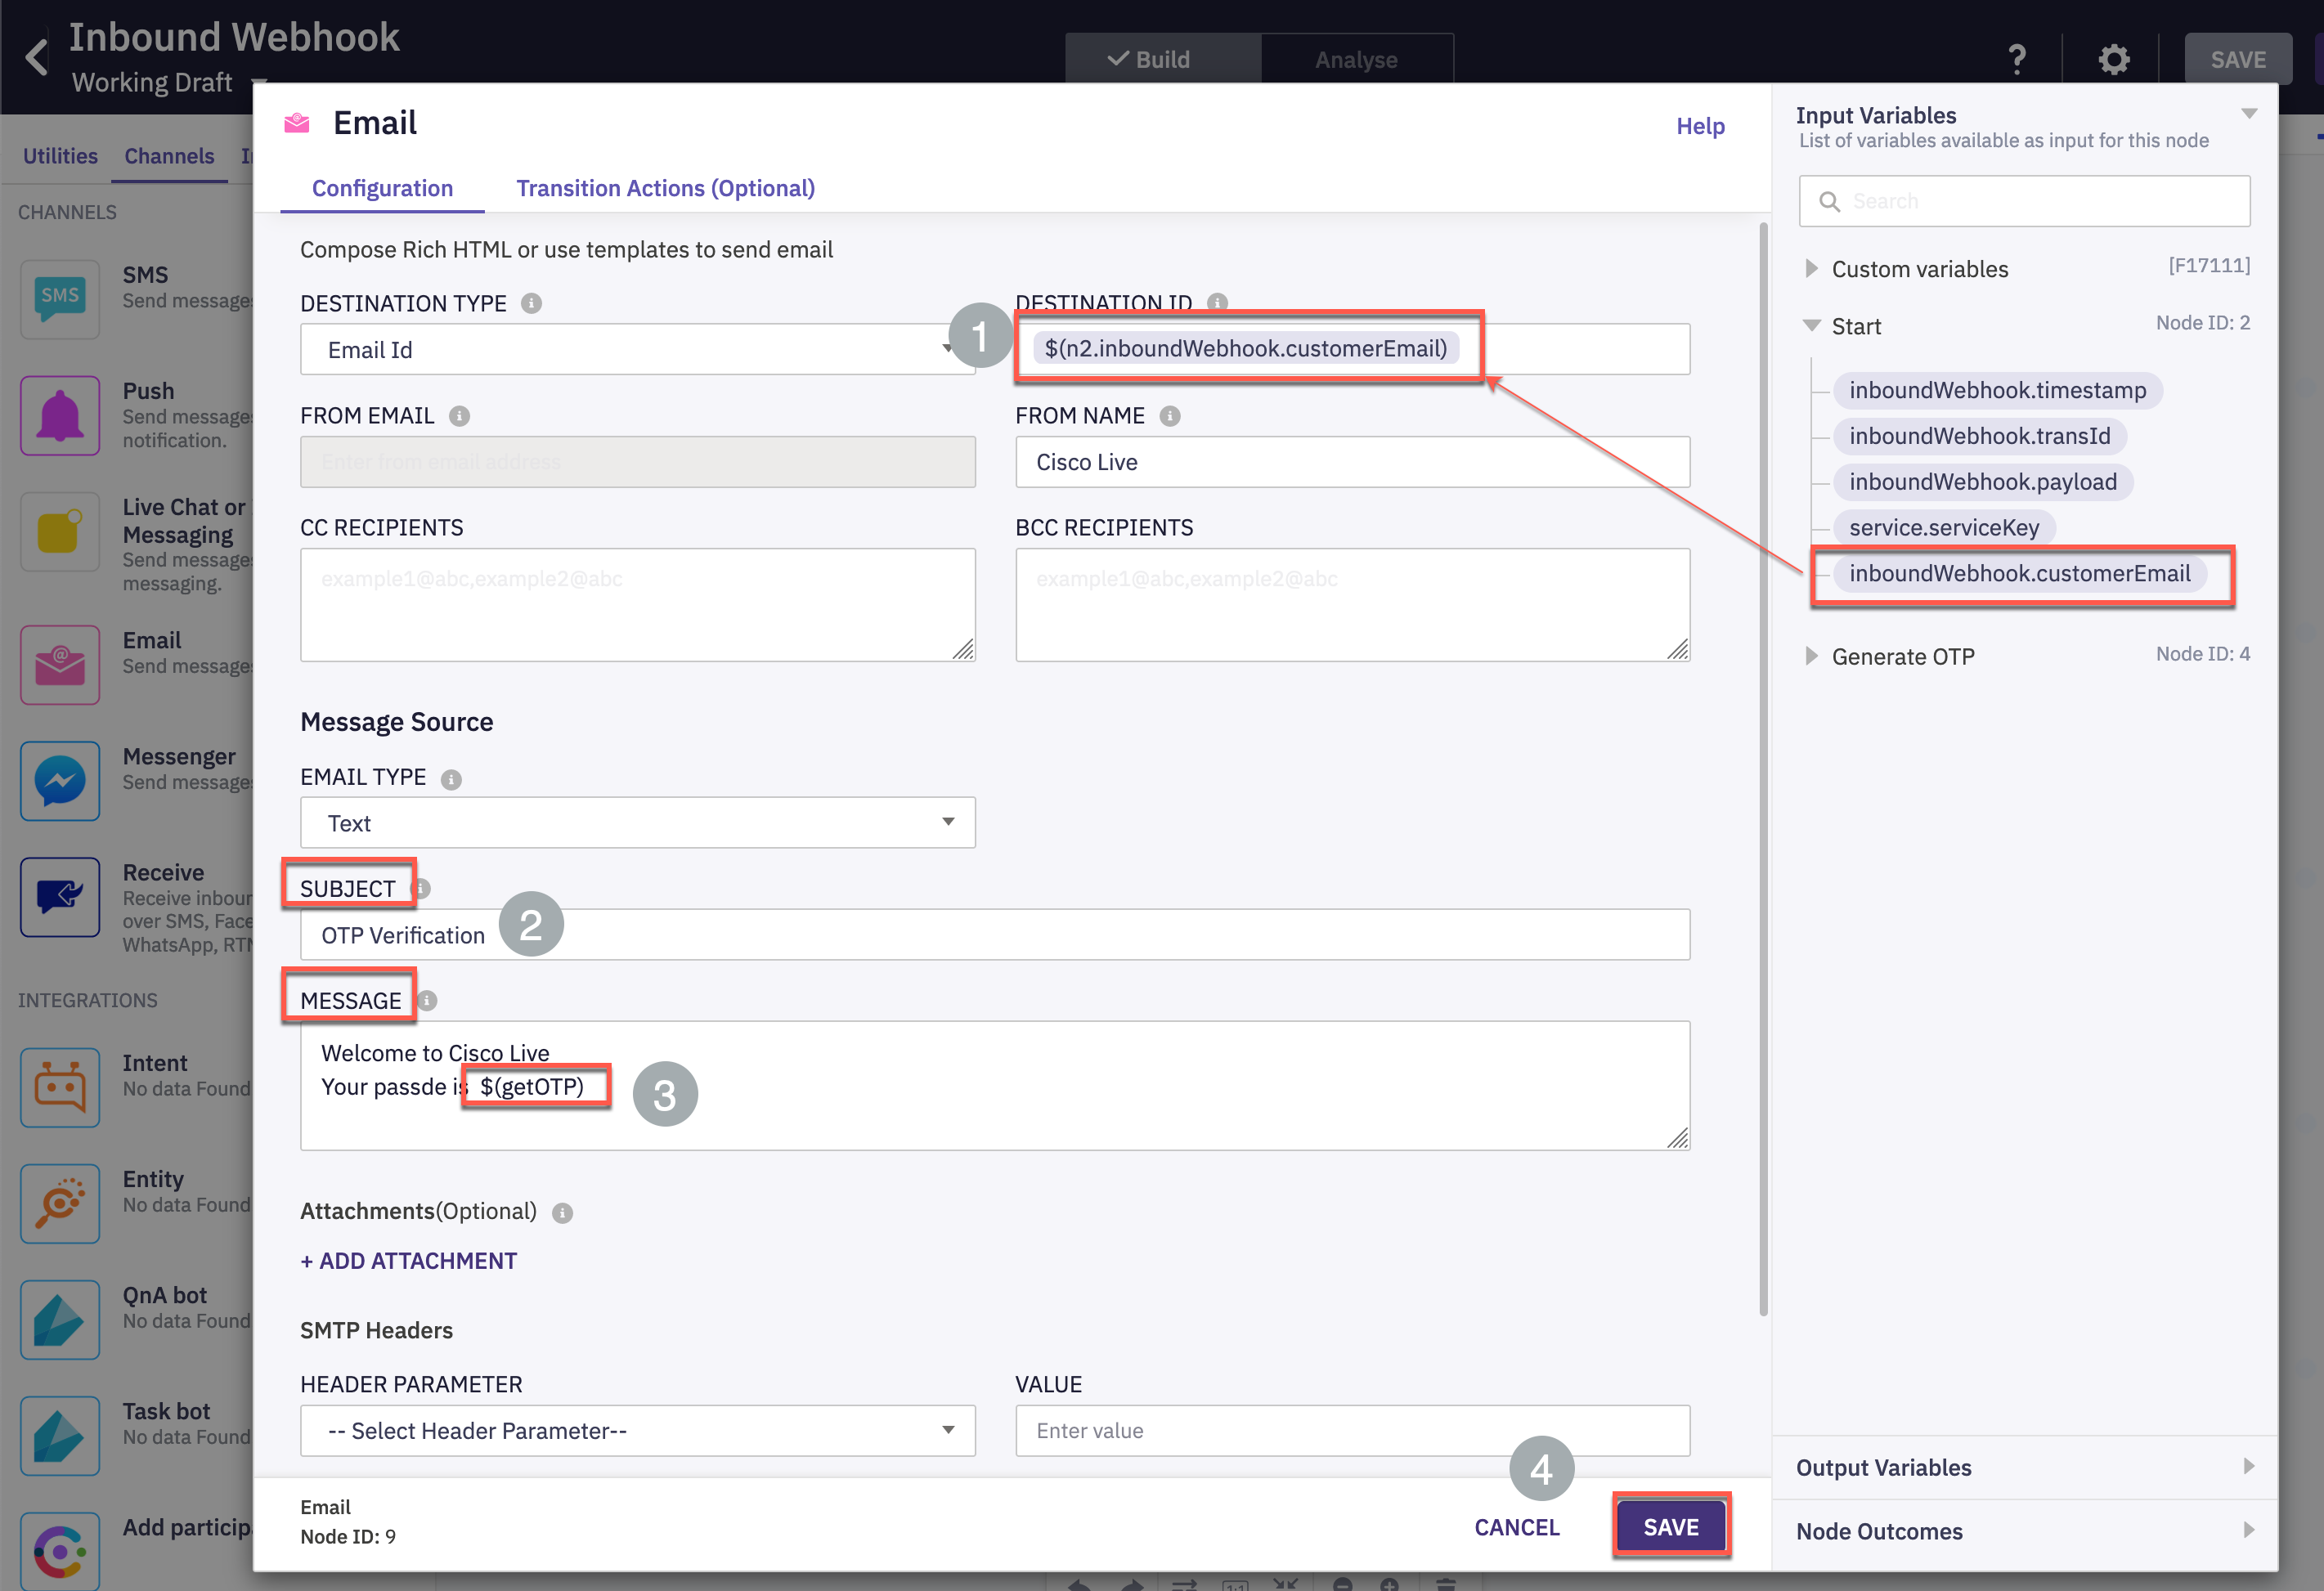 Inbound Webhook
Working Draft
Build
Analyse
?
SAVE
Utilities
Channels
CHANNELS
SMS
SMS
Send message
Push
Send message
notification.
Live Chat or
Messaging
Send message
messaging.
Email
Send message
Messenger
Send message
Receive
Receive inbour
over SMS, Face
WhatsApp, RTM
INTEGRATIONS
Intent
No data Found
Entity
No data Found
QnA bot
No data Found
Task bot
No data Found
Add particip
Email
Help
Configuration
Transition Actions (Optional)
Compose Rich HTML or use templates to send email
DESTINATION TYPE
Email Id
1
DESTINATION ID
$(n2.inboundWebhook.customerEmail)
FROM EMAIL
Enter from email address
FROM NAME
Cisco Live
CC RECIPIENTS
example1@abc,example2@abc
BCC RECIPIENTS
example1@abc,example2@abc
Message Source
EMAIL TYPE
Text
SUBJECT
OTP Verification
2
MESSAGE
Welcome to Cisco Live
Your passde is $(getOTP)
3
Attachments(Optional)
+ ADD ATTACHMENT
SMTP Headers
HEADER PARAMETER
-- Select Header Parameter--
VALUE
Enter value
4
Email
Node ID: 9
CANCEL
SAVE
Input Variables
List of variables available as input for this node
Search
Custom variables
[F17111]
Start
Node ID: 2
inboundWebhook.timestamp
inboundWebhook.transId
inboundWebhook.payload
service.serviceKey
inboundWebhook.customerEmail
Generate OTP
Node ID: 4
Output Variables
Node Outcomes
1:1